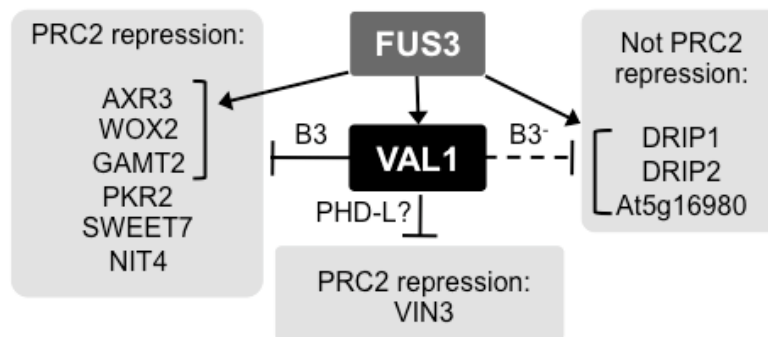 PRC2 repression:
AXR3
WOX2
GAMT2
PKR2
SWEET7
NIT4
FUS3
B3
VAL1
B3-
PHD-L?
Not PRC2
repression:
DRIP1
DRIP2
At5g16980
PRC2 repression:
VIN3